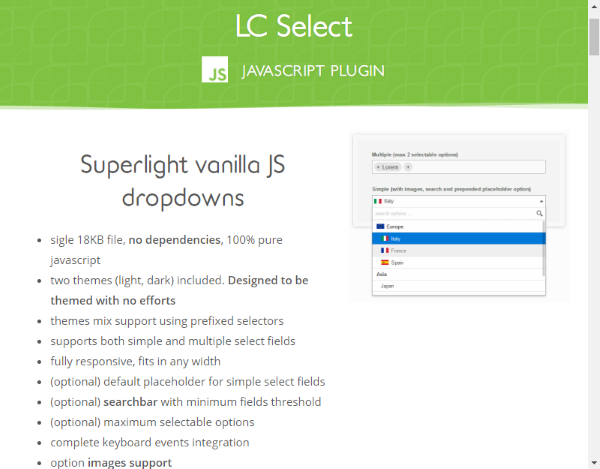 LC Select
JS JAVASCRIPT PLUGIN
Superlight vanilla JS
dropdowns
sigle 18KB file, no dependencies, 100% pure
javascript
two themes (light, dark) included. Designed to
be themed with no efforts
themes mix support using prefixed selectors
supports both simple and multiple select fields
fully responsive, fits in any width
(optional) default placeholder for simple select fields
(optional) searchbar with minimum fields threshold
(optional) maximum selectable options
complete keyboard events integration
option images support
Multiple (max 2 selectable options)
× Lorem ×
Simple (with images, search and prepended placeholder option)
Italy
search options ..
Europe
Italy
France
Spain
Asia
Japan